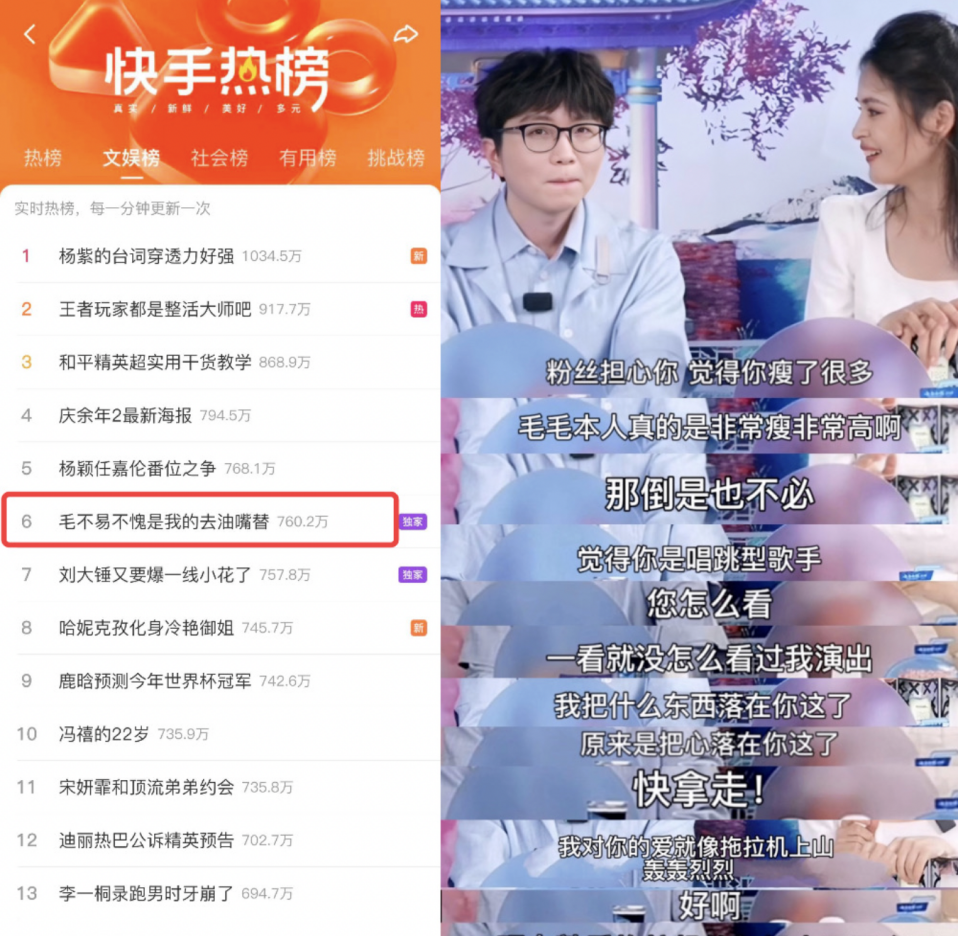 快手热榜
真实 / 新鲜 / 美好 / 多元
热榜 文娱榜 社会榜 有用榜 挑战榜
实时热榜，每一分钟更新一次
1 杨紫的台词穿透力好强 1034.5万 新
2 王者玩家都是整活大师吧 917.7万 热
3 和平精英超实用干货教学 868.9万
4 庆余年2最新海报 794.5万
5 杨颖任嘉伦番位之争 768.1万
6 毛不易不愧是我的去油嘴替 760.2万 独家
7 刘大锤又要爆一线小花了 757.8万 独家
8 哈妮克孜化身冷艳御姐 745.7万 新
9 鹿晗预测今年世界杯冠军 742.6万
10 冯禧的22岁 735.9万
11 宋妍霏和顶流弟弟约会 735.8万
12 迪丽热巴公诉精英预告 702.7万
13 李一桐录跑男时牙崩了 694.7万
粉丝担心你 觉得你瘦了很多
毛毛本人真的是非常瘦非常高啊
那倒是也不必
觉得你是唱跳型歌手
您怎么看
一看就没怎么看过我演出
我把什么东西落在你这了
原来是把心落在你这了
快拿走！
我对你的爱就像拖拉机上山
轰轰烈烈
好啊